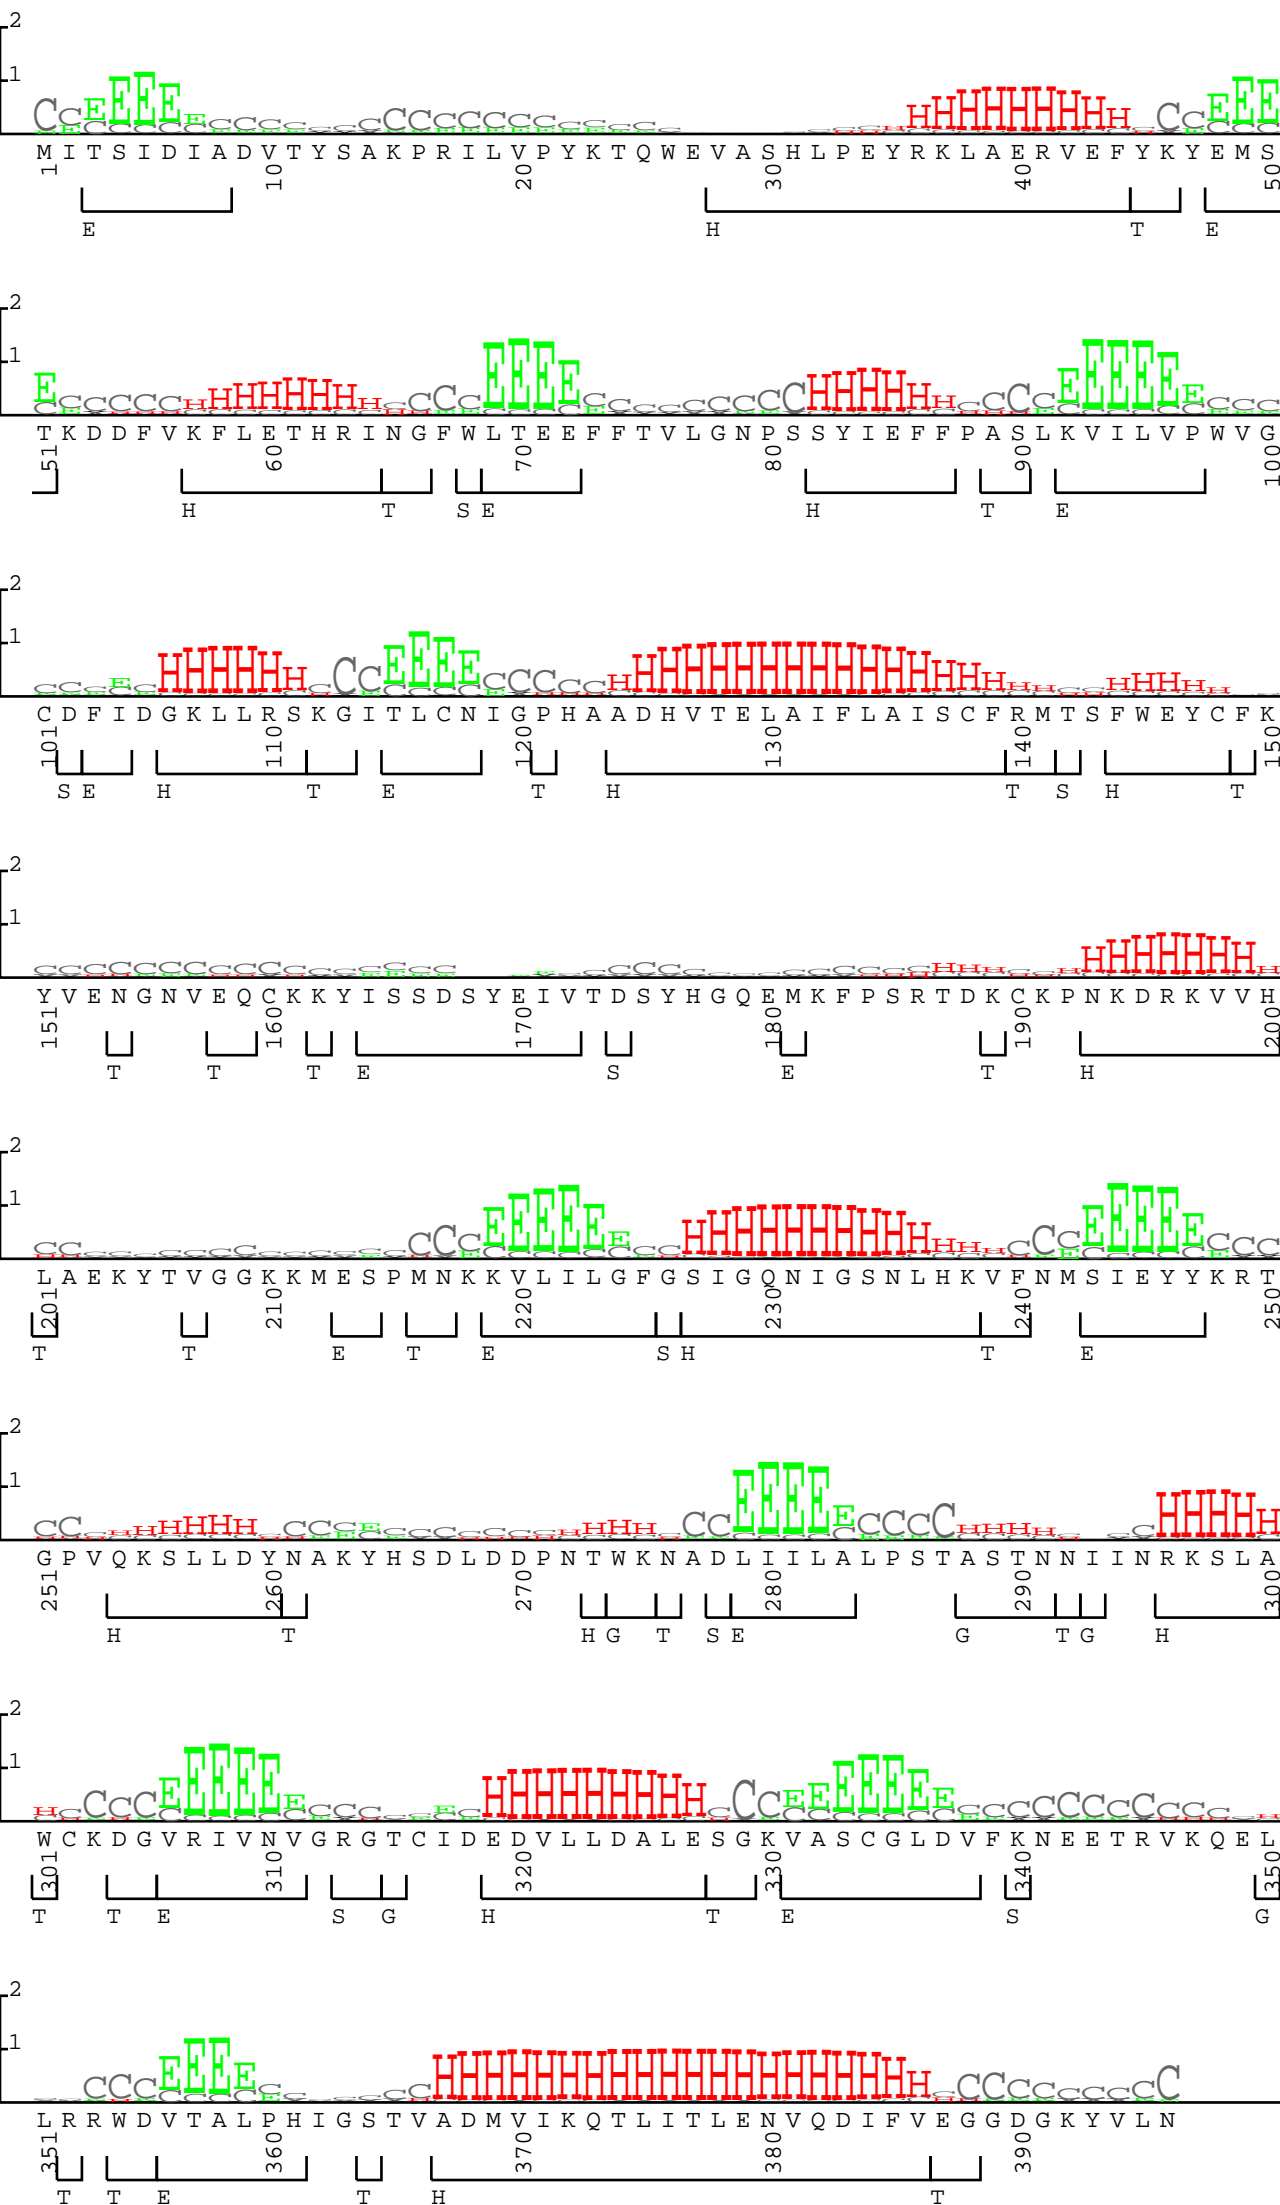 2
1
M I T S I D I A D V T Y S A K P R I L V P Y K T Q W E V A S H L P E Y R K L A E R V E F Y K Y E M S
1 10 20 30 40 50
E H T E
2
1
T K D D F V K F L E T H R I N G F W L T E E F F T V L G N P S S Y I E F F P A S L K V I L V P W V G
51 60 70 80 90 100
H T S E H T E
2
1
C D F I D G K L L R S K G I T L C N I G P H A A D H V T E L A I F L A I S C F R M T S F W E Y C F K
101 110 120 130 140 150
S E H T E T H T S H T
2
1
Y V E N G N V E Q C K K Y I S S D S Y E I V T D S Y H G Q E M K F P S R T D K C K P N K D R K V V H
151 160 170 180 190 200
T T T E S E T H
2
1
L A E K Y T V G G K K M E S P M N K K V L I L G F G S I G Q N I G S N L H K V F N M S I E Y Y K R T
201 210 220 230 240 250
T T E T E S H T E
2
1
G P V Q K S L L D Y N A K Y H S D L D D P N T W K N A D L I I L A L P S T A S T N N I I N R K S L A
251 260 270 280 290 300
H T H G T S E G T G H
2
1
W C K D G V R I V N V G R G T C I D E D V L L D A L E S G K V A S C G L D V F K N E E T R V K Q E L
301 310 320 330 340 350
T T E S G H T E S G
2
1
L R R W D V T A L P H I G S T V A D M V I K Q T L I T L E N V Q D I F V E G G D G K Y V L N
351 360 370 380 390
T T E T H T